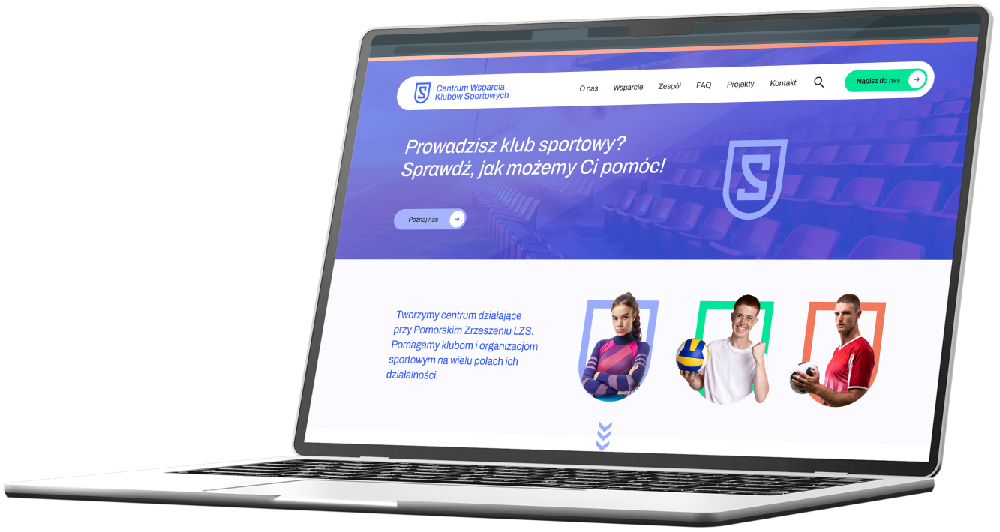 Centrum Wsparcia
Klubów Sportowych
O nas
Wsparcie
Zespół
FAQ
Projekty
Kontakt
Napisz do nas
Prowadzisz klub sportowy?
Sprawdź, jak możemy Ci pomóc!
Poznaj nas
Tworzymy centrum działające
przy Pomorskim Zrzeszeniu LZS.
Pomagamy klubom i organizacjom
sportowym na wielu polach ich
działalności.